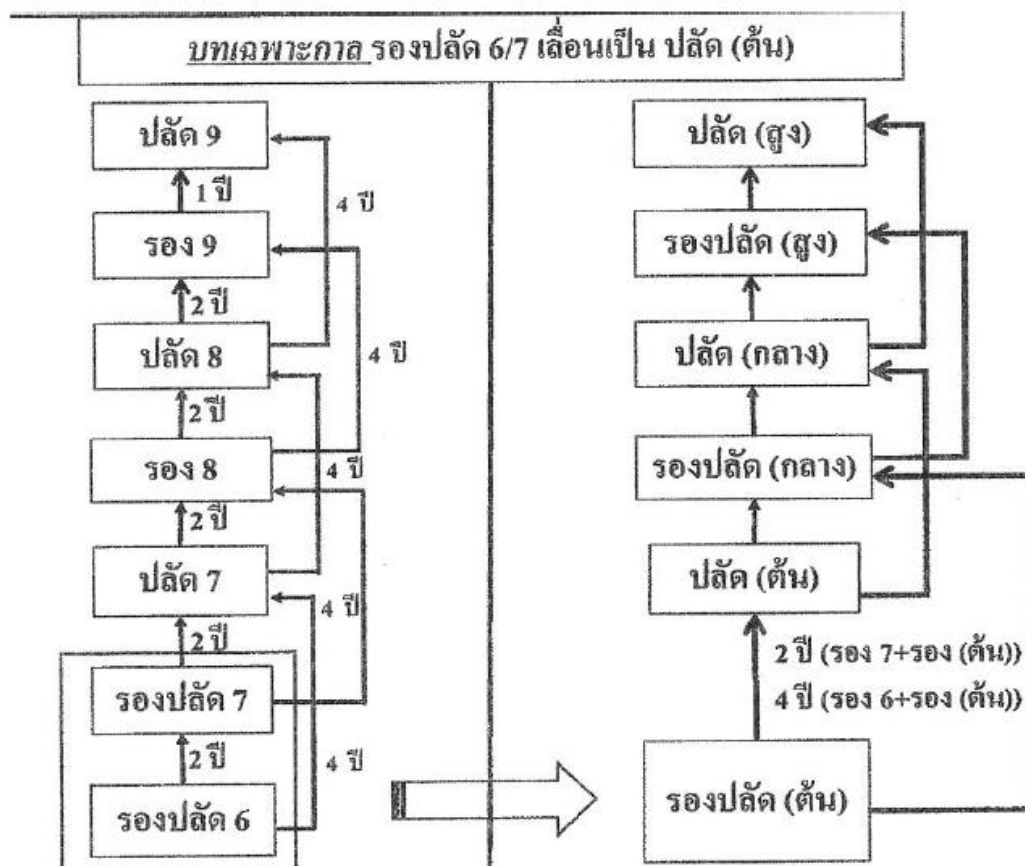 บทเฉพาะกาล รองปลัด 6/7 เลื่อนเป็น ปลัด (ต้น)
ปลัด 9
1 ปี
4 ปี
รอง 9
2 ปี
4 ปี
ปลัด 8
2 ปี
รอง 8
4 ปี
2 ปี
ปลัด 7
4 ปี
2 ปี
รองปลัด 7
2 ปี
4 ปี
รองปลัด 6
ปลัด (สูง)
รองปลัด (สูง)
ปลัด (กลาง)
รองปลัด (กลาง)
ปลัด (ต้น)
2 ปี (รอง 7+รอง (ต้น))
4 ปี (รอง 6+รอง (ต้น))
รองปลัด (ต้น)